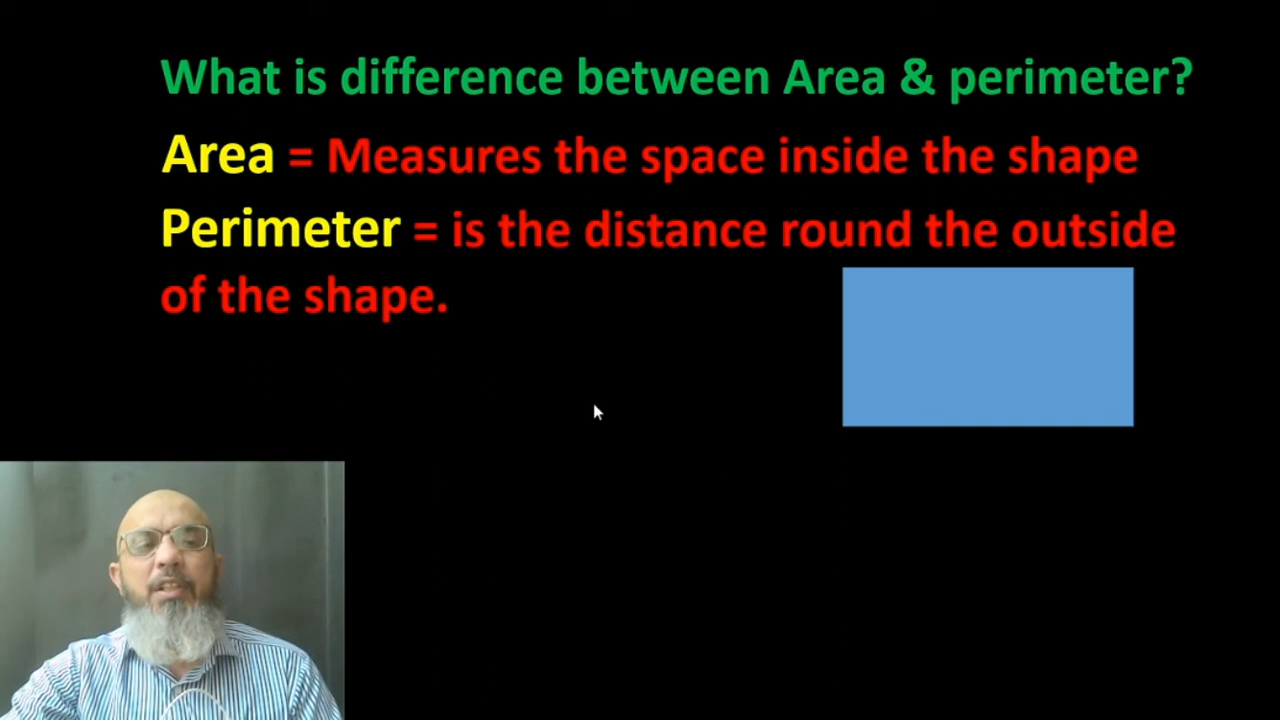 What is difference between Area & perimeter?
Area = Measures the space inside the shape
Perimeter = is the distance round the outside
of the shape.